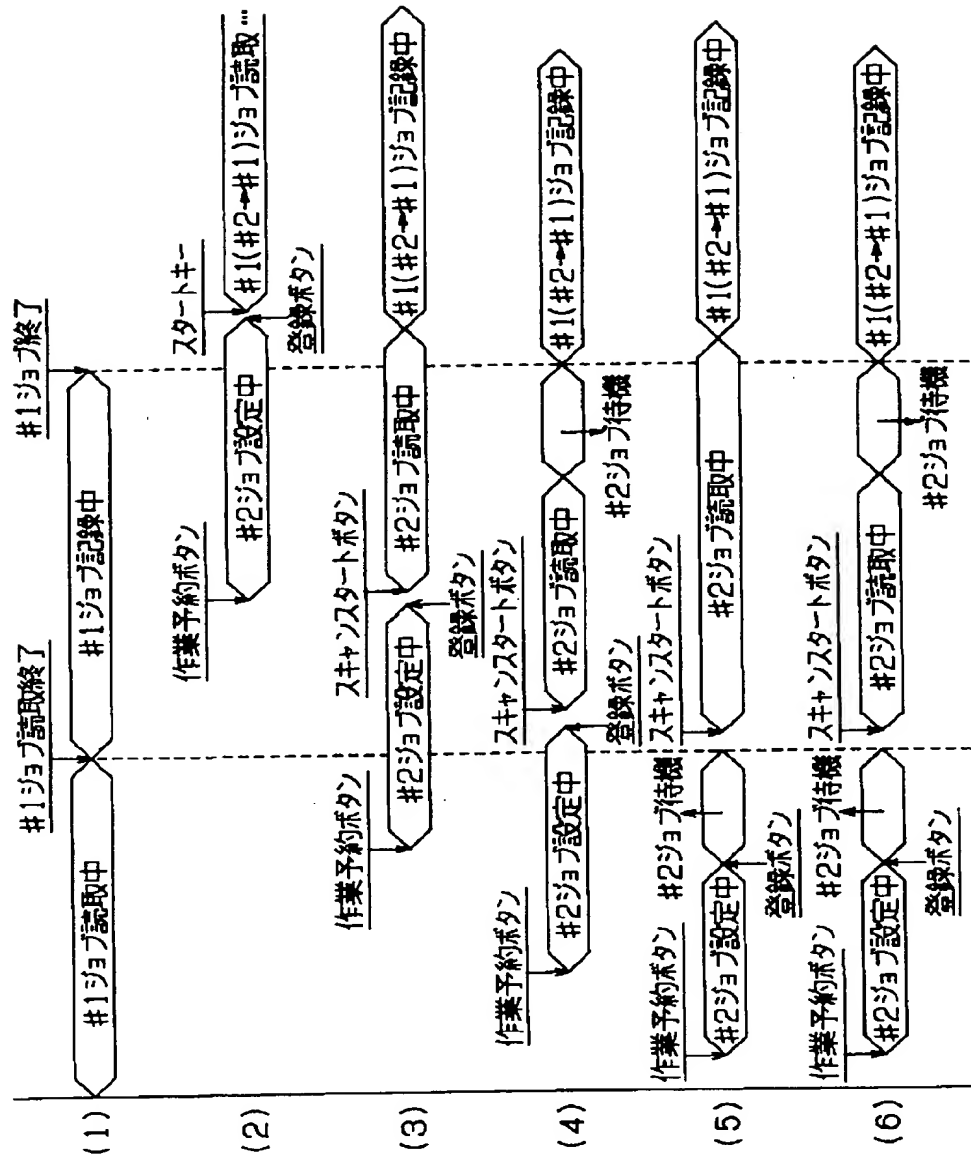 #1ジョブ読取終了
#1ジョブ終了
(1)
#1ジョブ読取中
#1ジョブ記録中
作業予約ボタン
スタートキー
(2)
#2ジョブ設定中
#1(#2→#1)ジョブ読取…
登録ボタン
作業予約ボタン
スキャンスタートボタン
(3)
#2ジョブ設定中
#2ジョブ読取中
#1(#2→#1)ジョブ記録中
登録ボタン
作業予約ボタン
スキャンスタートボタン
(4)
#2ジョブ設定中
#2ジョブ読取中
#1(#2→#1)ジョブ記録中
登録ボタン
#2ジョブ待機
作業予約ボタン
#2ジョブ待機
スキャンスタートボタン
(5)
#2ジョブ設定中
#2ジョブ読取中
#1(#2→#1)ジョブ記録中
登録ボタン
作業予約ボタン
#2ジョブ待機
スキャンスタートボタン
(6)
#2ジョブ設定中
#2ジョブ読取中
#1(#2→#1)ジョブ記録中
登録ボタン
#2ジョブ待機